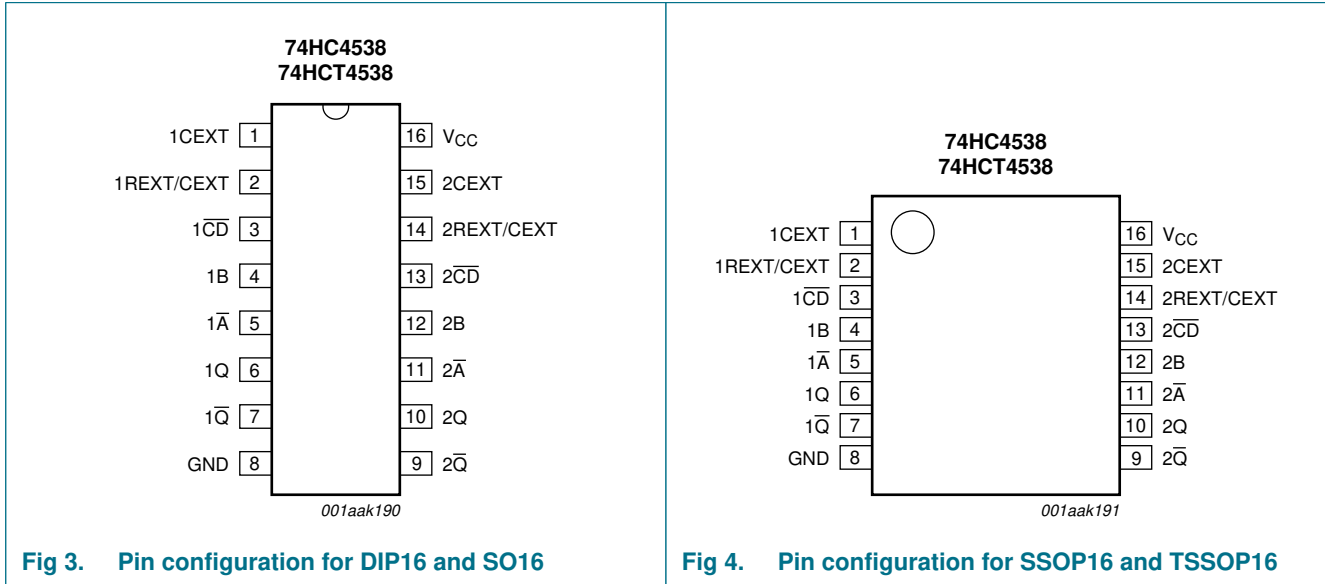 74HC4538
74HCT4538
1CEXT 1
16 VCC
1REXT/CEXT 2
15 2CEXT
1C̅D̅ 3
14 2REXT/CEXT
1B 4
13 2C̅D̅
1A̅ 5
12 2B
1Q 6
11 2A̅
1Q̅ 7
10 2Q
GND 8
9 2Q̅
001aak190
Fig 3. Pin configuration for DIP16 and SO16
74HC4538
74HCT4538
1CEXT 1
16 VCC
1REXT/CEXT 2
15 2CEXT
1C̅D̅ 3
14 2REXT/CEXT
1B 4
13 2C̅D̅
1A̅ 5
12 2B
1Q 6
11 2A̅
1Q̅ 7
10 2Q
GND 8
9 2Q̅
001aak191
Fig 4. Pin configuration for SSOP16 and TSSOP16